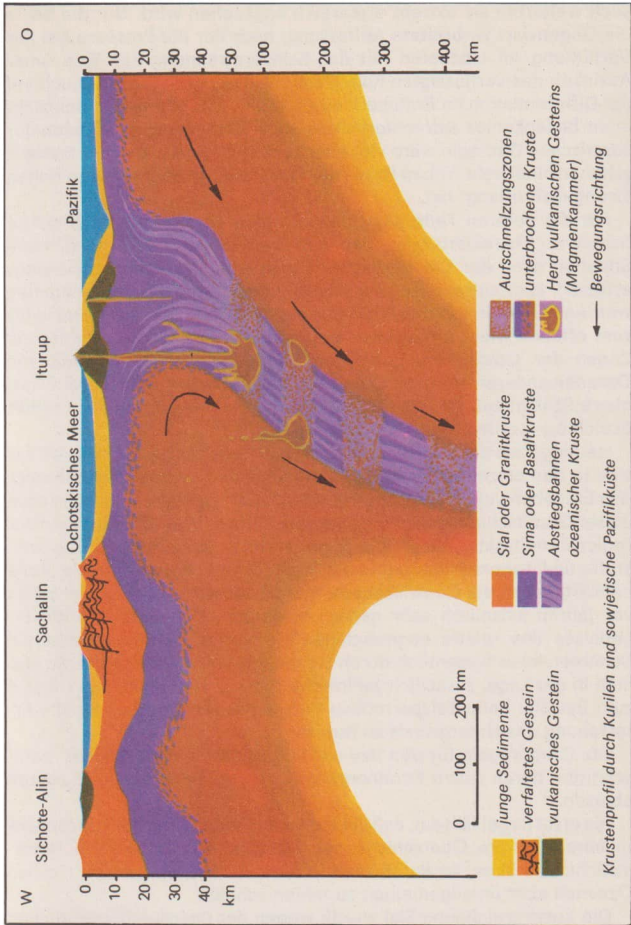 W
O
Sichote-Alin
Sachalin
Ochotskisches Meer
Iturup
Pazifik
0
10
20
30
40
km
0
10
20
30
40
50
100
200
300
400
km
0 100 200 km
junge Sedimente
verfaltetes Gestein
vulkanisches Gestein
Sial oder Granitkruste
Sima oder Basaltkruste
Abstiegsbahnen
ozeanischer Kruste
Aufschmelzungszonen
unterbrochene Kruste
Herd vulkanischen Gesteins
(Magmenkammer)
Bewegungsrichtung
Krustenprofil durch Kurilen und sowjetische Pazifikküste